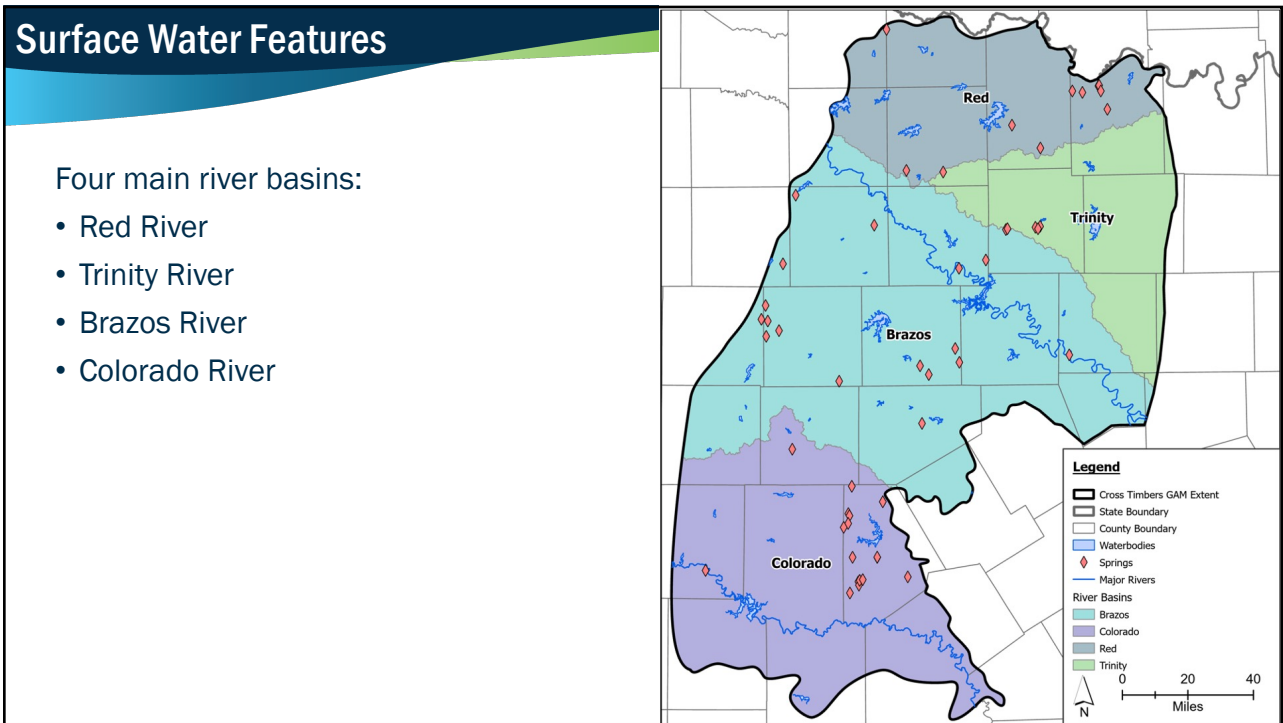 Surface Water Features
Four main river basins:
• Red River
• Trinity River
• Brazos River
• Colorado River
Red
Trinity
Brazos
Colorado
Legend
Cross Timbers GAM Extent
State Boundary
County Boundary
Waterbodies
Springs
Major Rivers
River Basins
Brazos
Colorado
Red
Trinity
N
0 20 40
Miles